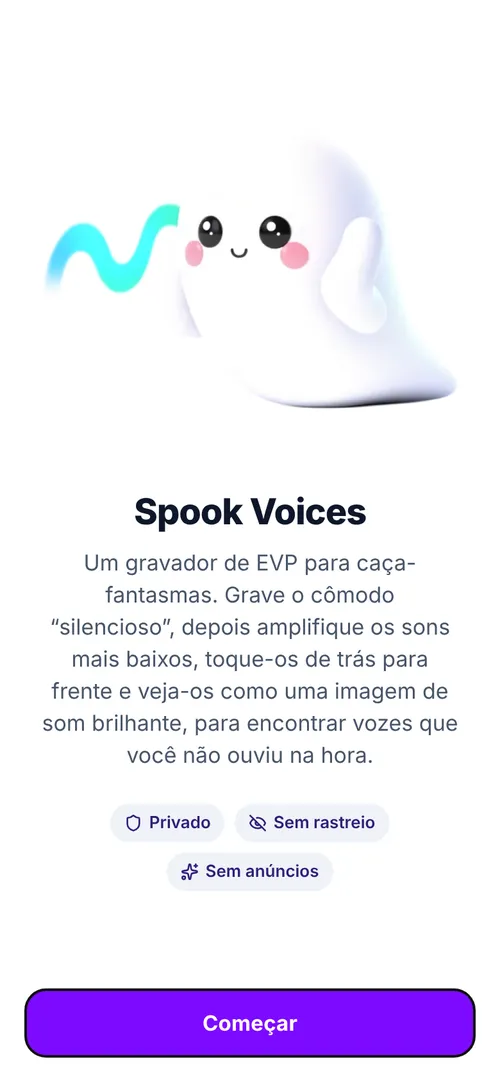 Spook Voices
Um gravador de EVP para caça-
fantasmas. Grave o cômodo
“silencioso”, depois amplifique os sons
mais baixos, toque-os de trás para
frente e veja-os como uma imagem de
som brilhante, para encontrar vozes que
você não ouviu na hora.
Privado
Sem rastreio
Sem anúncios
Começar